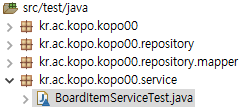 src/test/java
kr.ac.kopo.kopo00
kr.ac.kopo.kopo00.repository
kr.ac.kopo.kopo00.repository.mapper
kr.ac.kopo.kopo00.service
BoardItemServiceTest.java